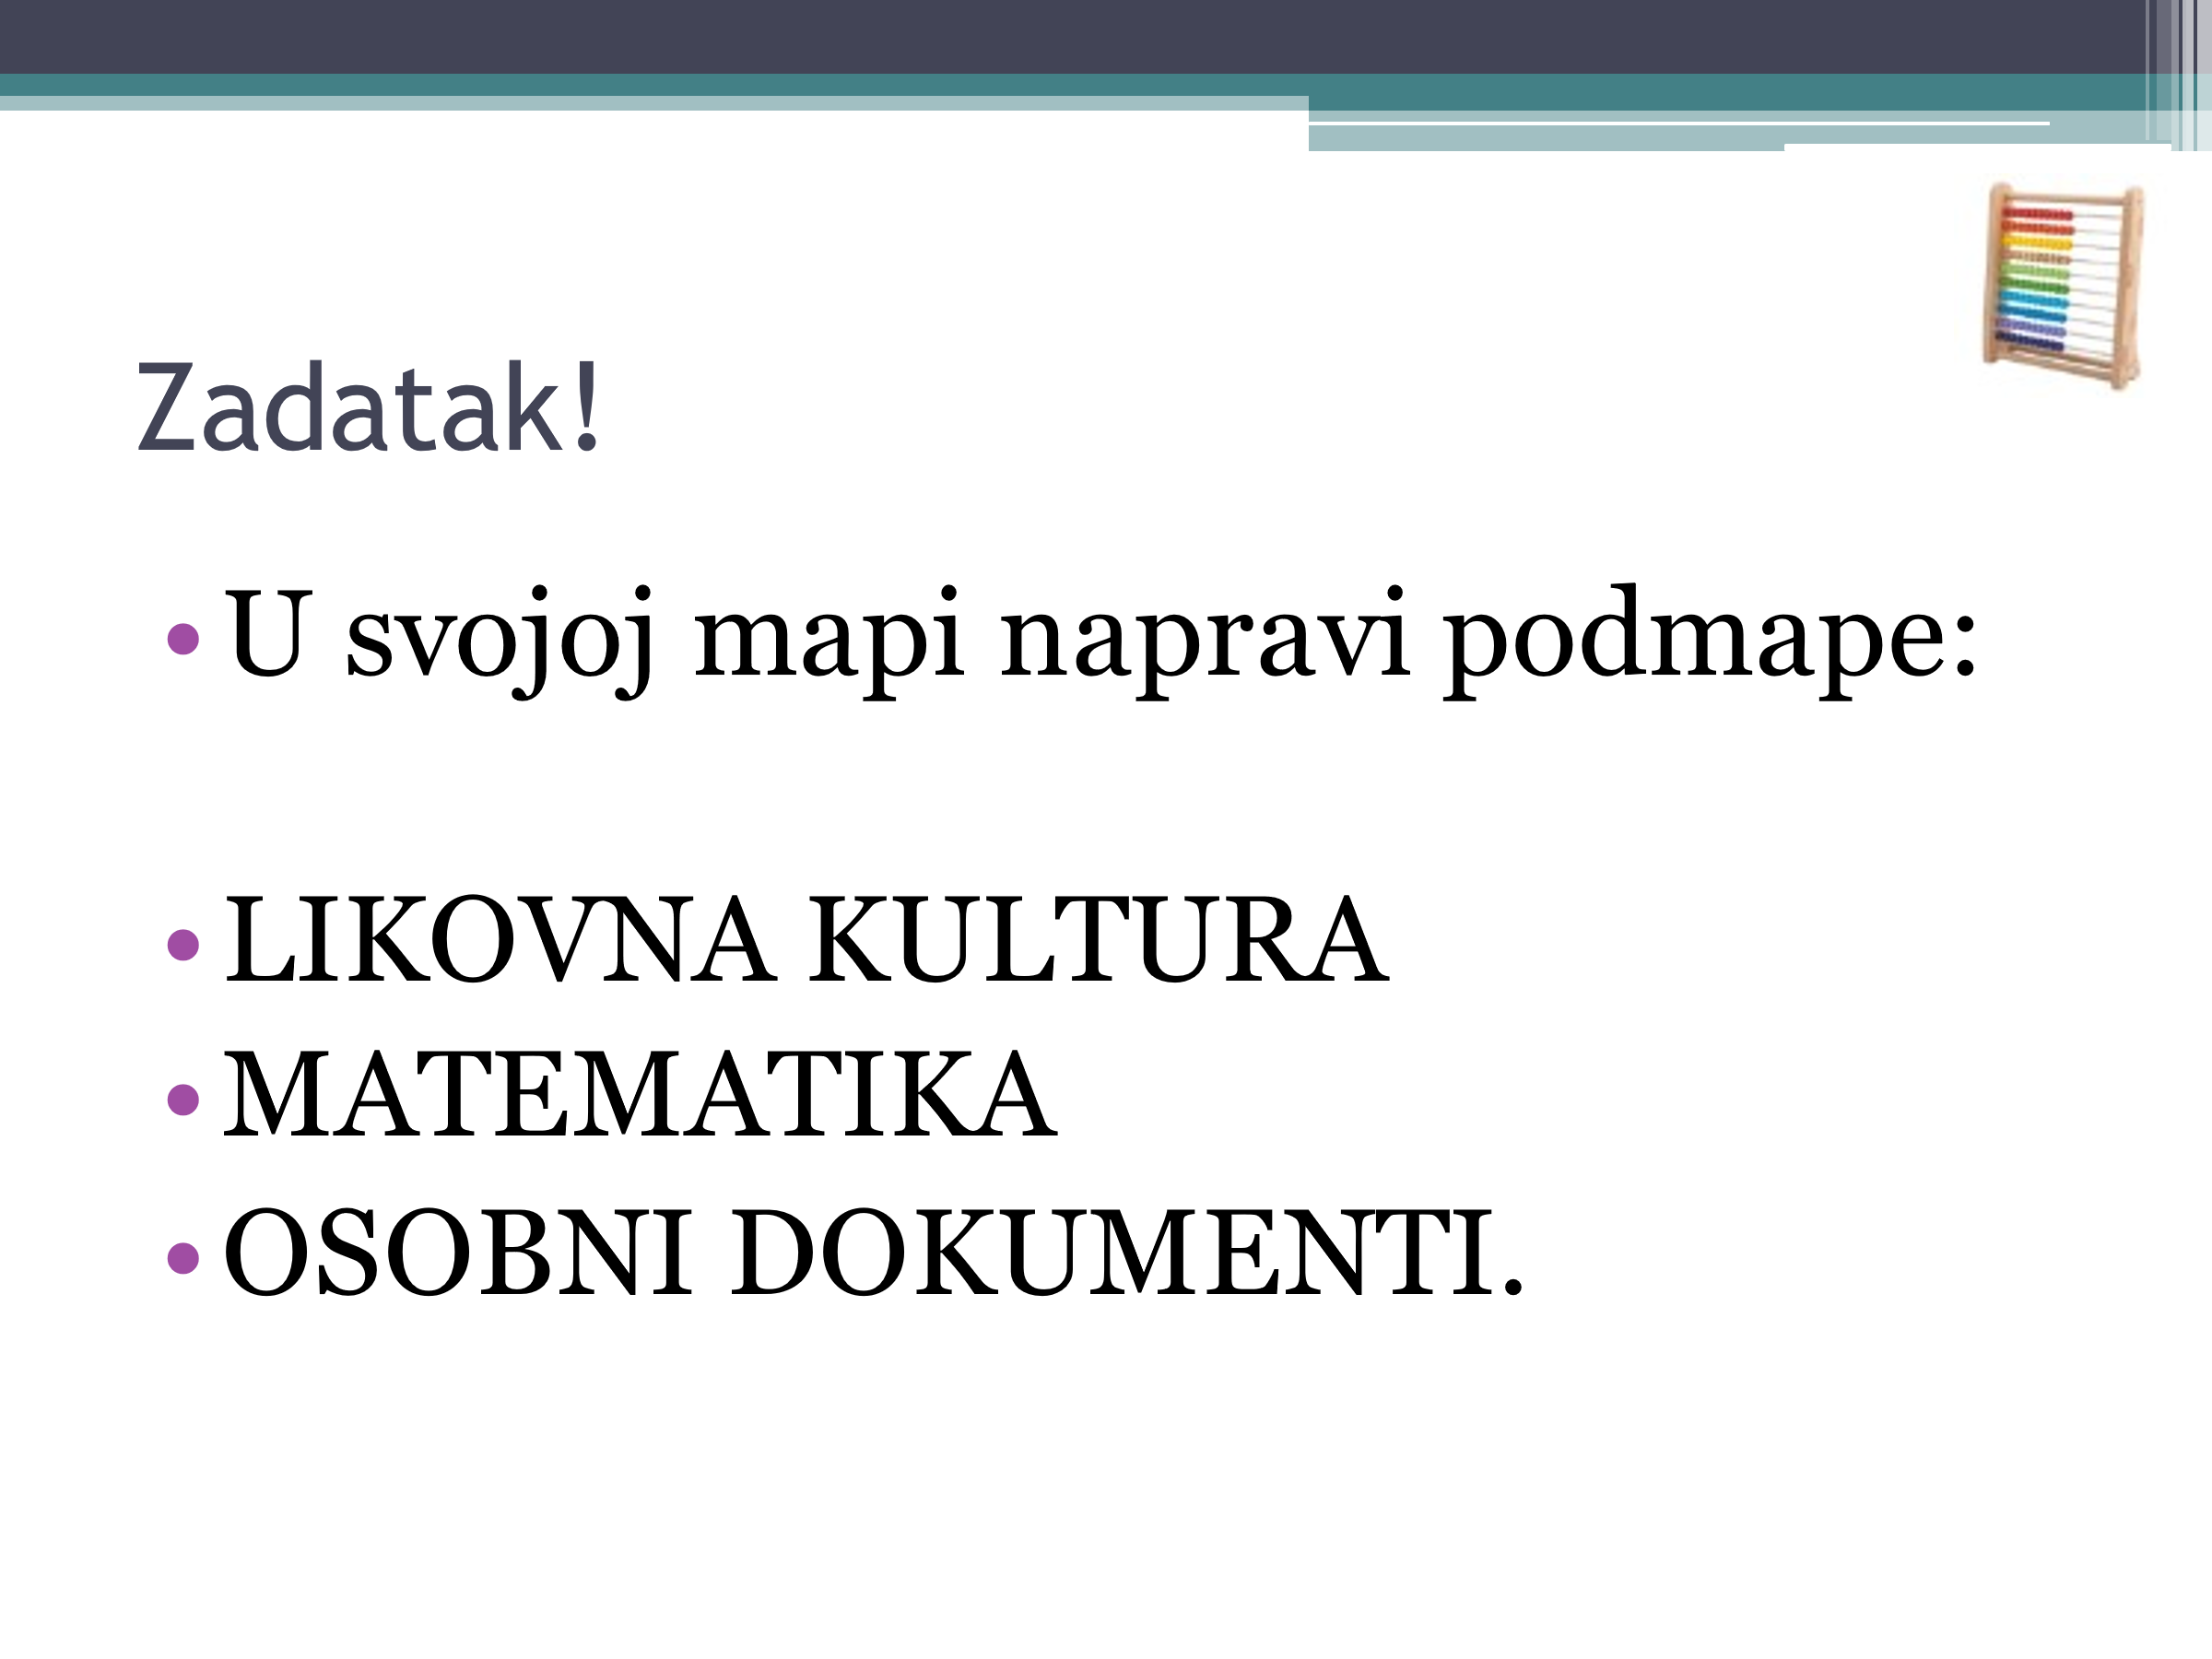 Zadatak!
U svojoj mapi napravi podmape:
LIKOVNA KULTURA
MATEMATIKA
OSOBNI DOKUMENTI.